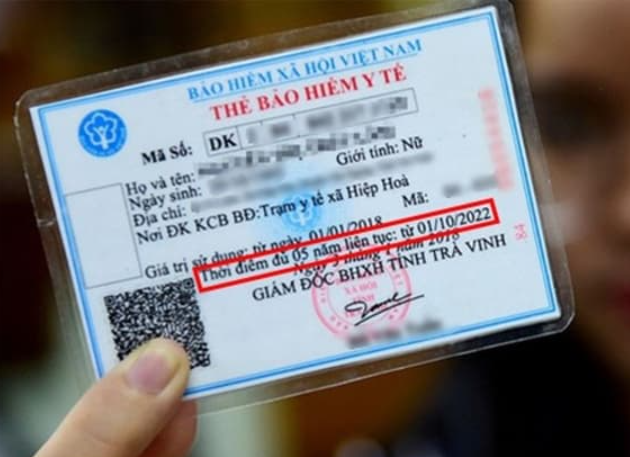 BẢO HIỂM XÃ HỘI VIỆT NAM
THẺ BẢO HIỂM Y TẾ
Mã Số: DK
Họ và tên:
Ngày sinh: Giới tính: Nữ
Địa chỉ:
Nơi ĐK KCB BĐ:Trạm y tế xã Hiệp Hoà Mã:
Giá trị sử dụng: từ ngày 01/01/2018
Thời điểm đủ 05 năm liên tục: từ 01/10/2022
Ngày 3 tháng 1 năm 2018
GIÁM ĐỐC BHXH TỈNH TRÀ VINH